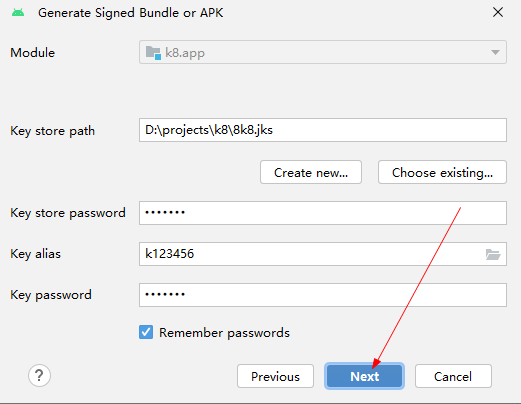 Generate Signed Bundle or APK
Module
k8.app
Key store path
D:\projects\k8\8k8.jks
Create new...
Choose existing...
Key store password
•••••••
Key alias
k123456
Key password
•••••••
Remember passwords
?
Previous
Next
Cancel